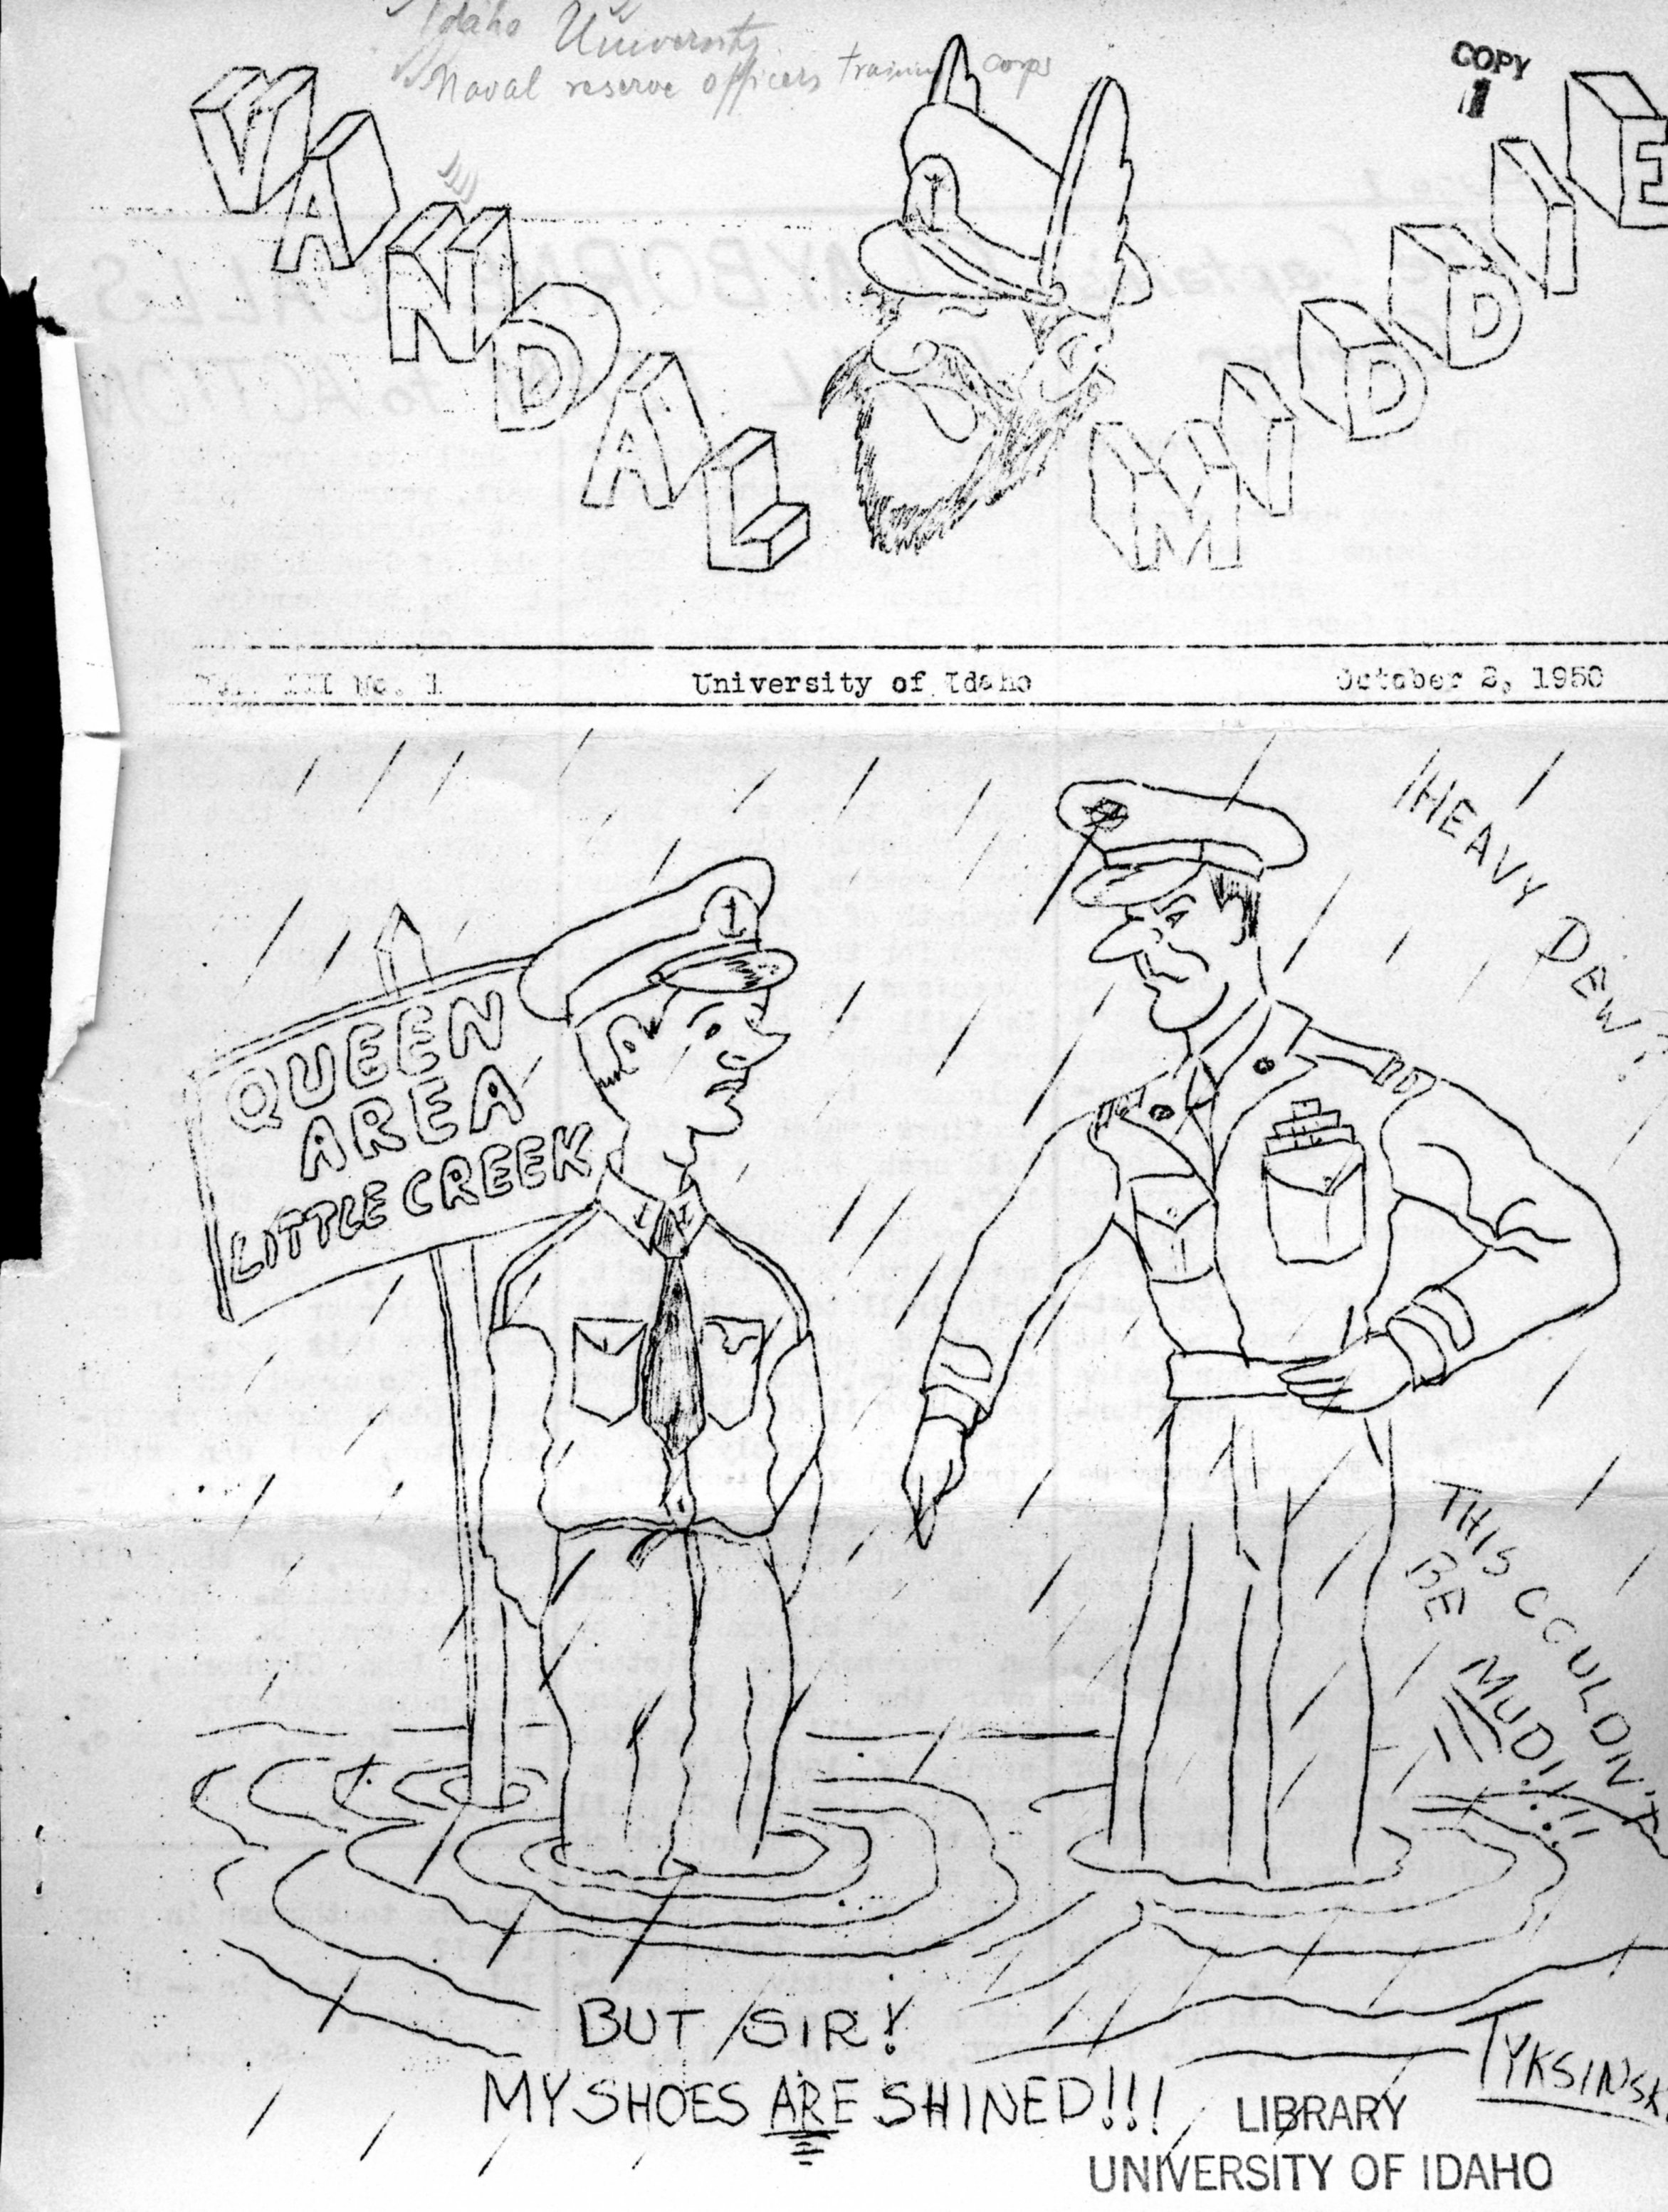 Idaho University
Naval reserve officers training corps
COPY
1
VANDAL MIDDIE
Vol. III No. 1 University of Idaho October 2, 1950
HEAVY DEW?
QUEEN
AREA
LITTLE CREEK
THIS COULDN'T
BE MUD!!!
BUT SIR!
MY SHOES ARE SHINED!!!
TYKSINSK
LIBRARY
UNIVERSITY OF IDAHO